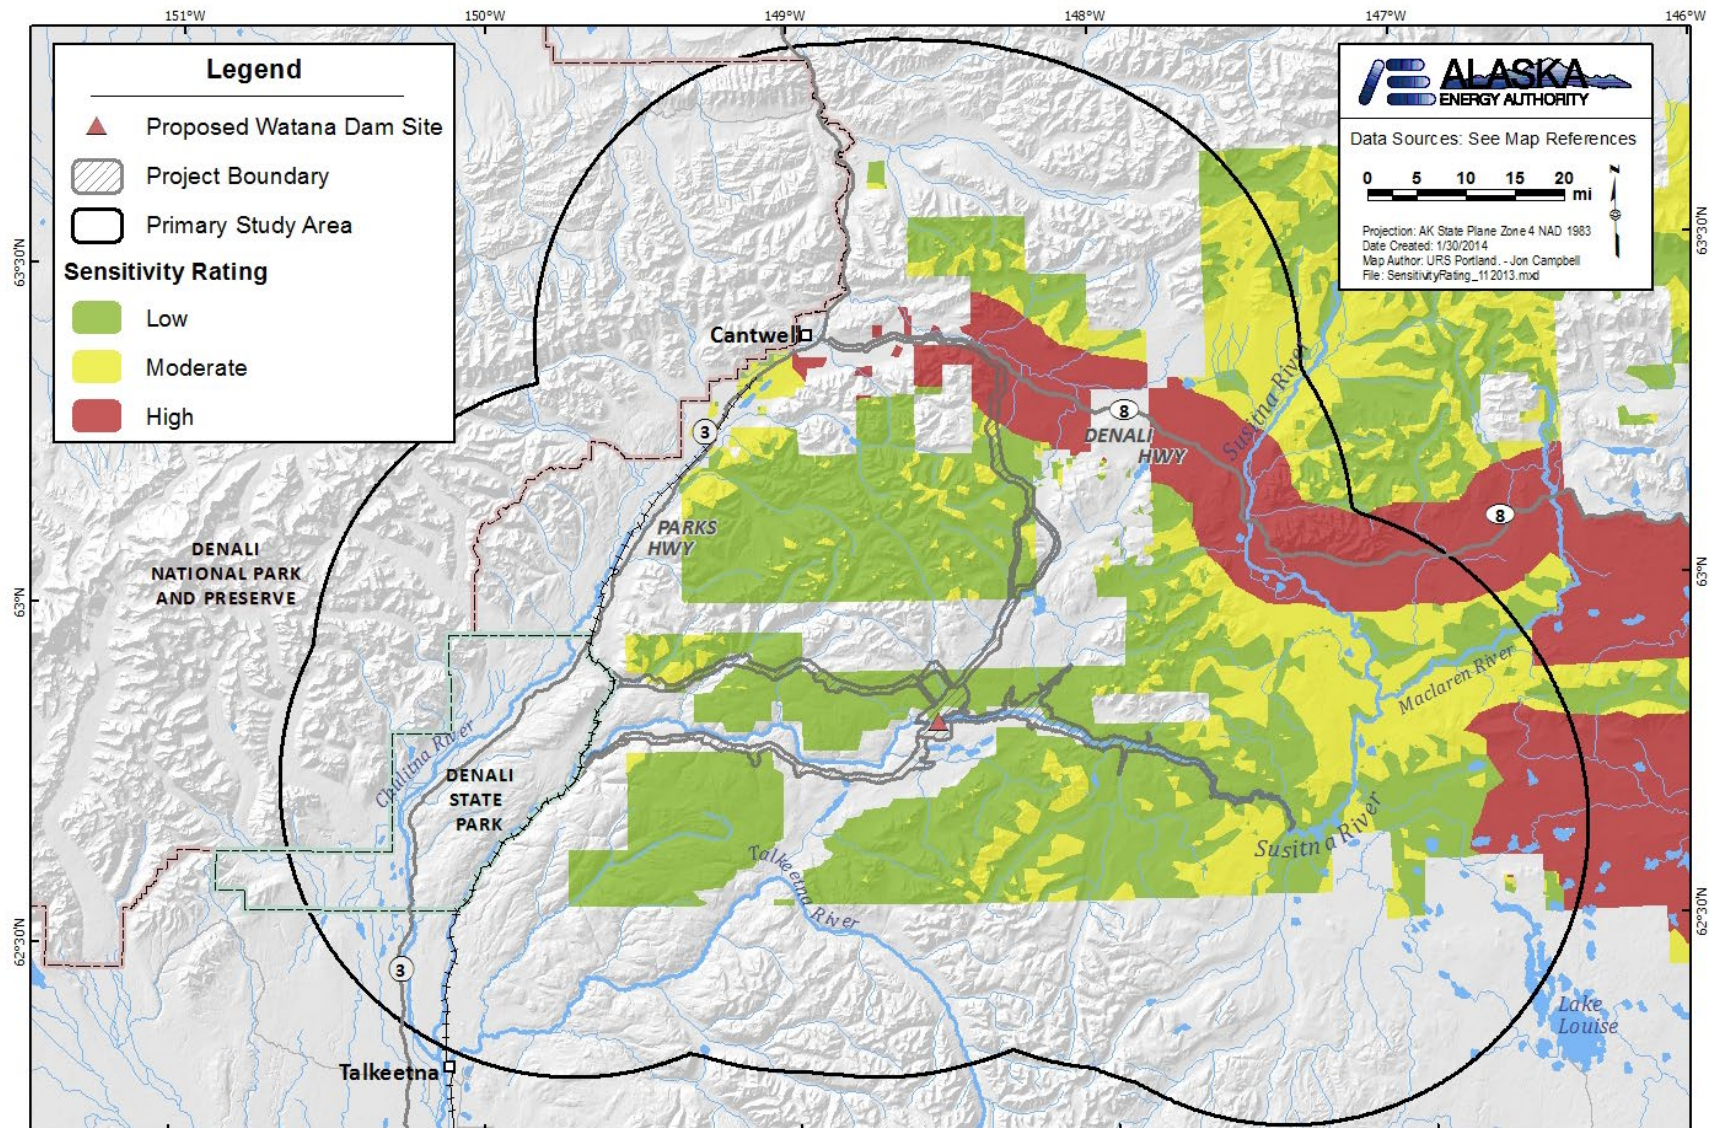 151°W
150°W
149°W
148°W
147°W
146°W
Legend
Proposed Watana Dam Site
Project Boundary
Primary Study Area
Sensitivity Rating
Low
Moderate
High
ALASKA
ENERGY AUTHORITY
Data Sources: See Map References
0 5 10 15 20
mi
N
Projection: AK State Plane Zone 4 NAD 1983
Date Created: 1/30/2014
Map Author: URS Portland. - Jon Campbell
File: SensitivityRating_112013.mxd
63°30'N
63°30'N
Cantwell
Susitna River
8
DENALI
HWY
3
8
PARKS
HWY
DENALI
NATIONAL PARK
AND PRESERVE
63°N
63°N
Maclaren River
Chulitna River
DENALI
STATE
PARK
Susitna River
Talkeetna River
62°30'N
62°30'N
3
Lake
Louise
Talkeetna